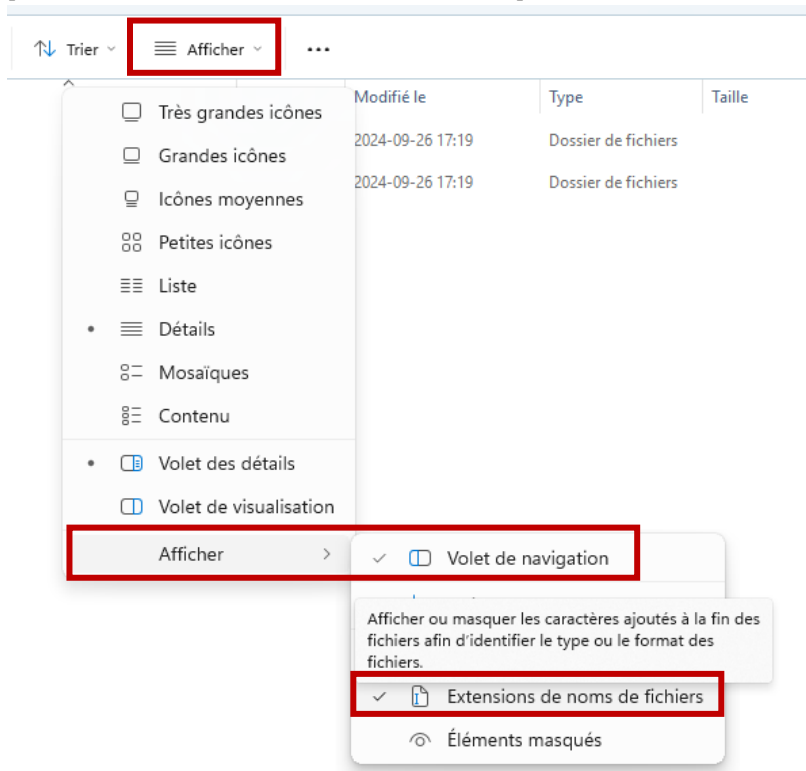 Trier Afficher ...
Modifié le Type Taille
Très grandes icônes
2024-09-26 17:19 Dossier de fichiers
Grandes icônes
2024-09-26 17:19 Dossier de fichiers
Icônes moyennes
Petites icônes
Liste
Détails
Mosaïques
Contenu
Volet des détails
Volet de visualisation
Afficher
Volet de navigation
Afficher ou masquer les caractères ajoutés à la fin des
fichiers afin d'identifier le type ou le format des
fichiers.
Extensions de noms de fichiers
Éléments masqués